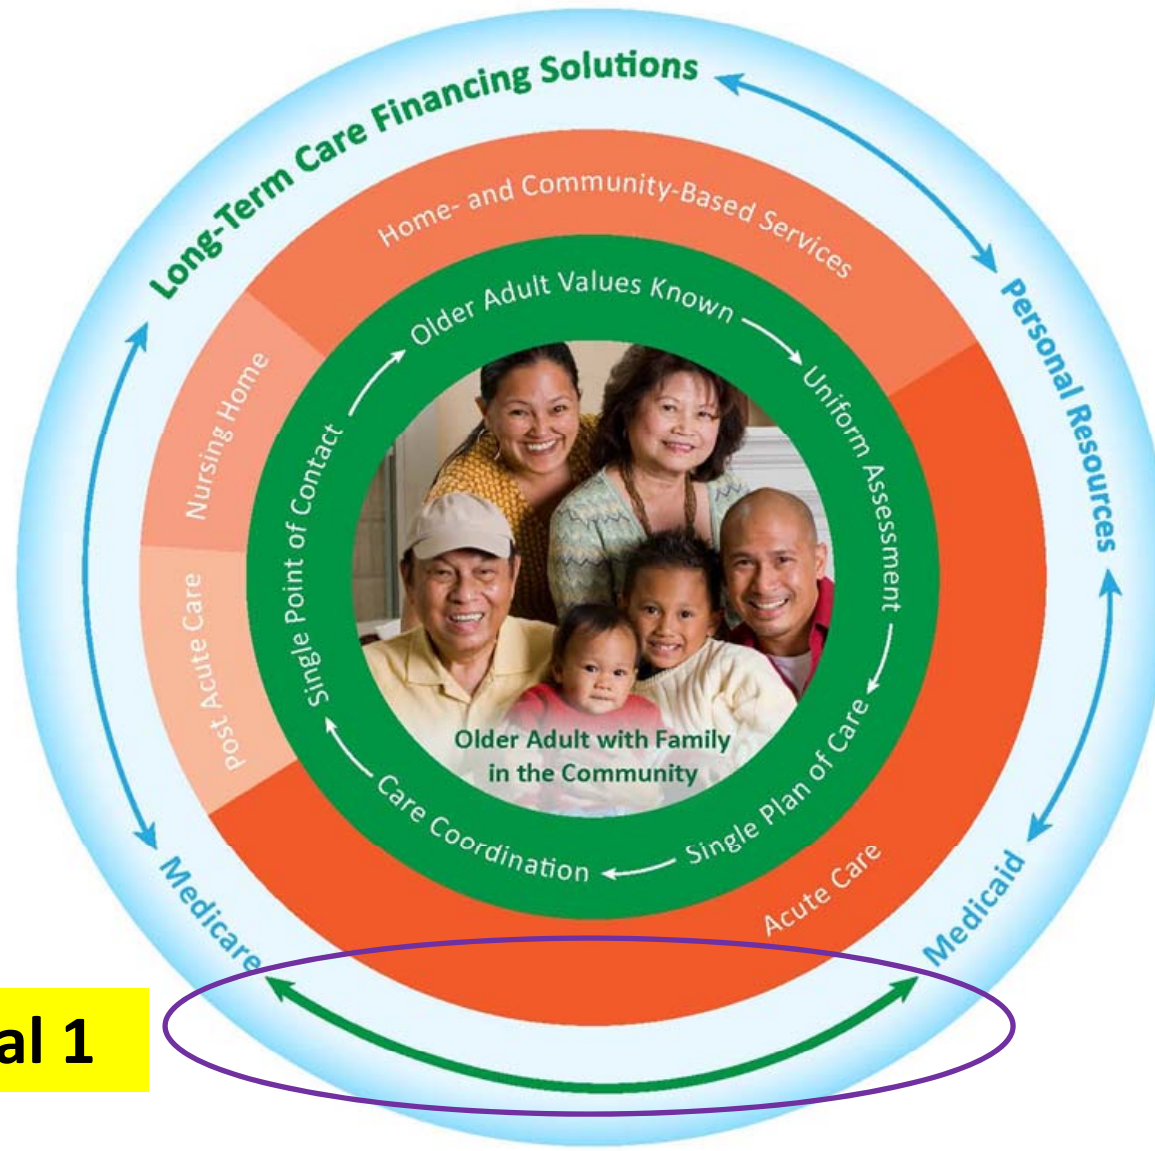 Long-Term Care Financing Solutions
Personal Resources
Medicaid
Medicare
Home- and Community-Based Services
Acute Care
Post Acute Care
Nursing Home
Older Adult Values Known
Uniform Assessment
Single Plan of Care
Care Coordination
Single Point of Contact
Older Adult with Family
in the Community
al 1